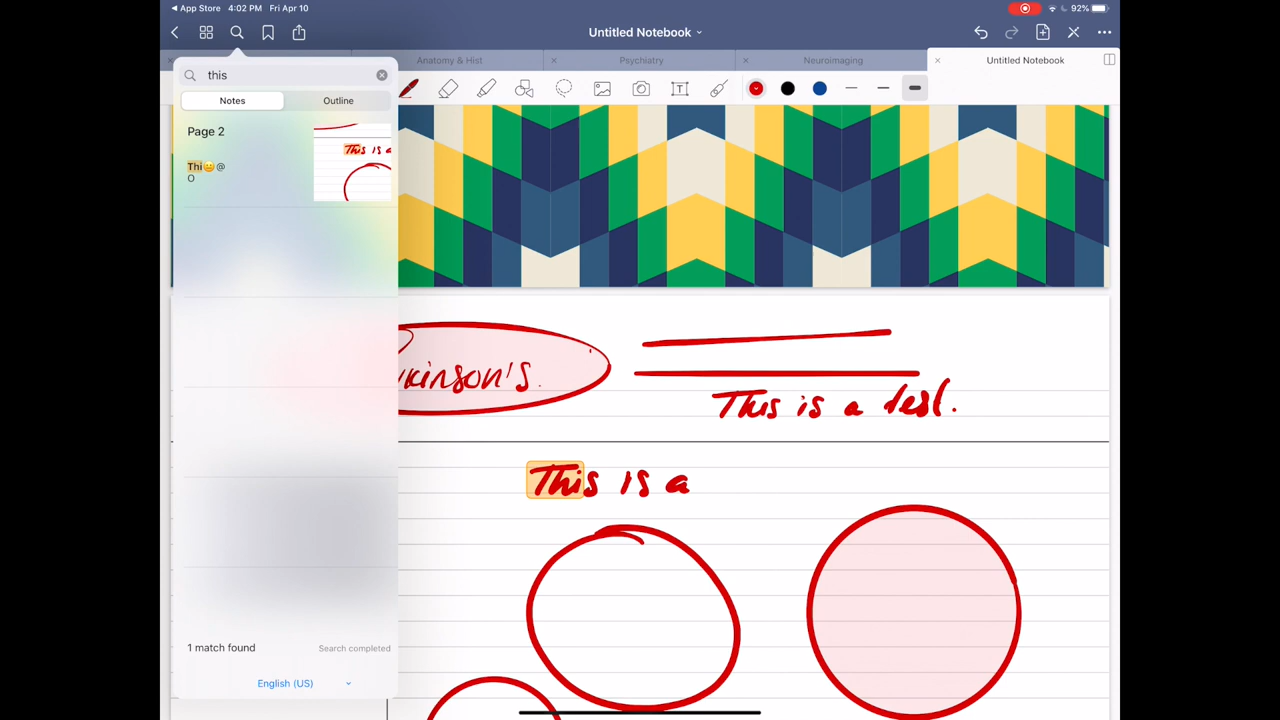 App Store 4:02 PM Fri Apr 10 92%
Untitled Notebook
Anatomy & Hist Psychiatry Neuroimaging Untitled Notebook
this
Notes Outline
Page 2
This is a
Thi😀@
O
1 match found Search completed
English (US)
kinson's.
This is a test.
This is a